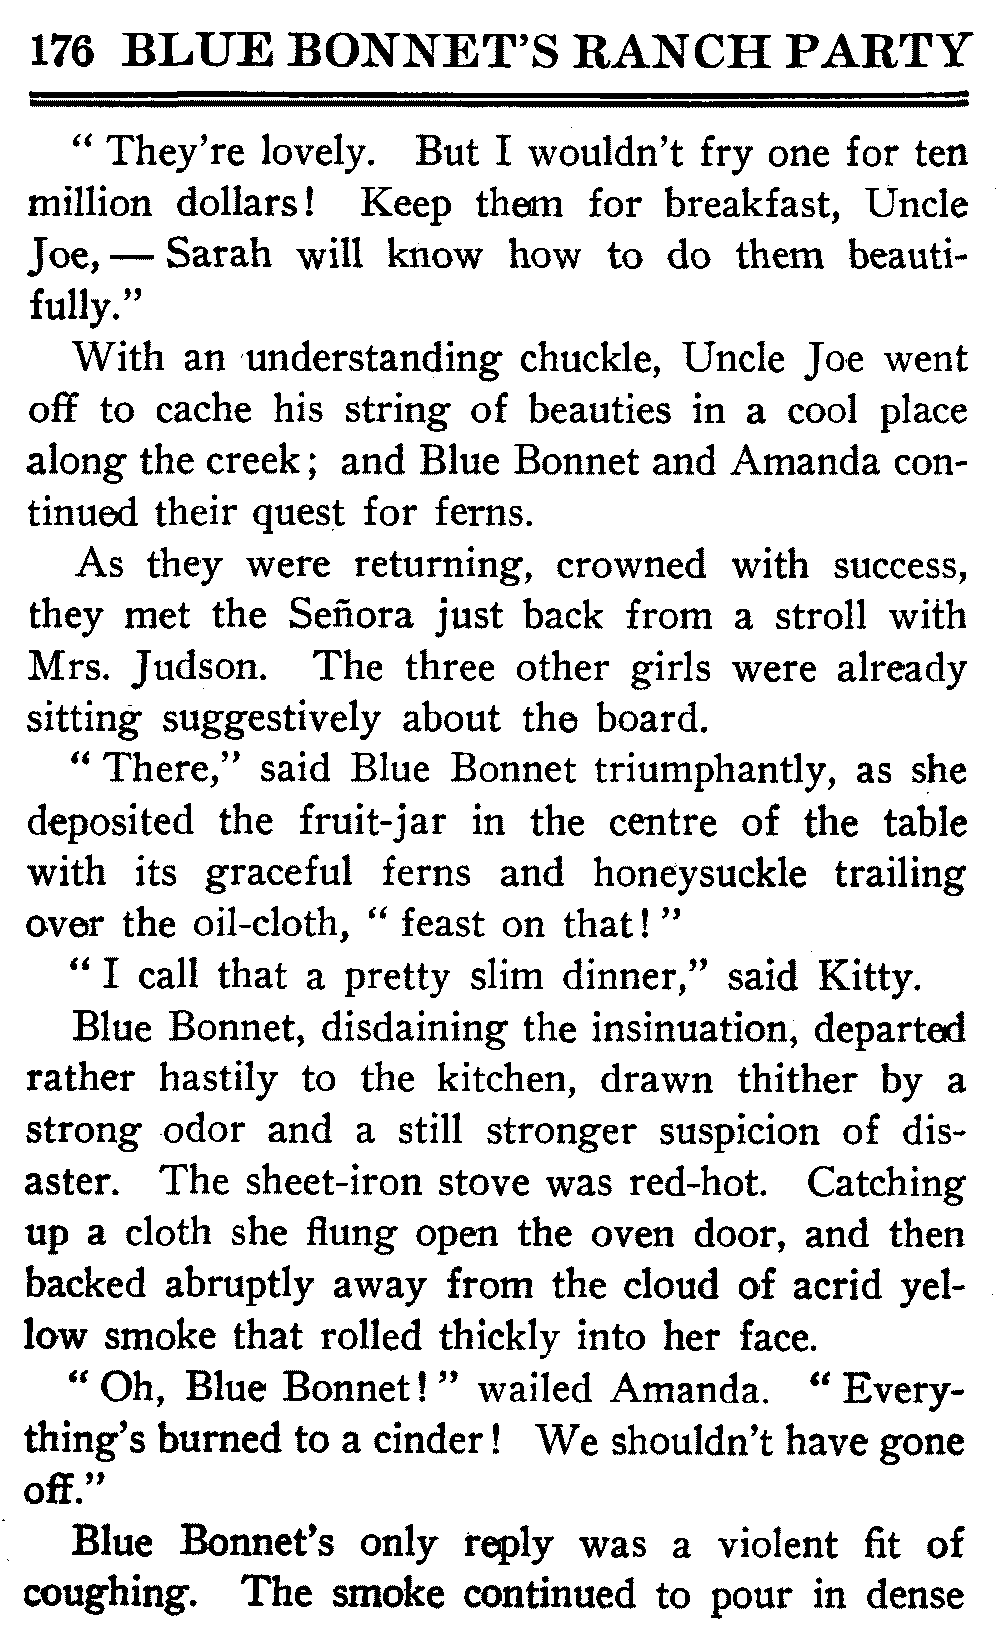 176 BLUE BONNET'S RANCH PARTY
" They're lovely. But I wouldn't fry one for ten
million dollars! Keep them for breakfast, Uncle
Joe, — Sarah will know how to do them beauti-
fully."
With an understanding chuckle, Uncle Joe went
off to cache his string of beauties in a cool place
along the creek; and Blue Bonnet and Amanda con-
tinued their quest for ferns.
As they were returning, crowned with success,
they met the Señora just back from a stroll with
Mrs. Judson. The three other girls were already
sitting suggestively about the board.
" There," said Blue Bonnet triumphantly, as she
deposited the fruit-jar in the centre of the table
with its graceful ferns and honeysuckle trailing
over the oil-cloth, " feast on that! "
" I call that a pretty slim dinner," said Kitty.
Blue Bonnet, disdaining the insinuation, departed
rather hastily to the kitchen, drawn thither by a
strong odor and a still stronger suspicion of dis-
aster. The sheet-iron stove was red-hot. Catching
up a cloth she flung open the oven door, and then
backed abruptly away from the cloud of acrid yel-
low smoke that rolled thickly into her face.
" Oh, Blue Bonnet! " wailed Amanda. " Every-
thing's burned to a cinder! We shouldn't have gone
off."
Blue Bonnet's only reply was a violent fit of
coughing. The smoke continued to pour in dense